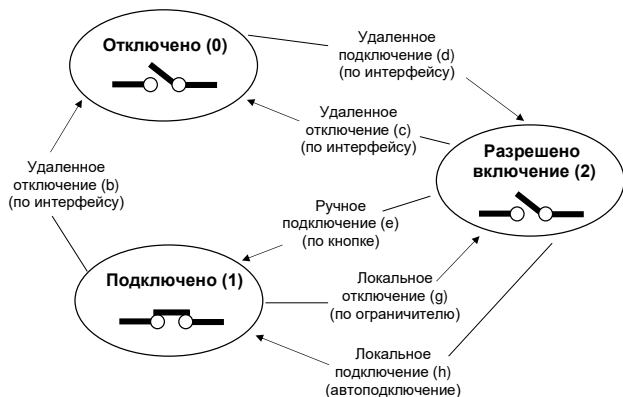 Отключено (0)
Удаленное
подключение (d)
(по интерфейсу)
Удаленное
отключение (c)
(по интерфейсу)
Разрешено
включение (2)
Удаленное
отключение (b)
(по интерфейсу)
Ручное
подключение (e)
(по кнопке)
Подключено (1)
Локальное
отключение (g)
(по ограничителю)
Локальное
подключение (h)
(автоподключение)